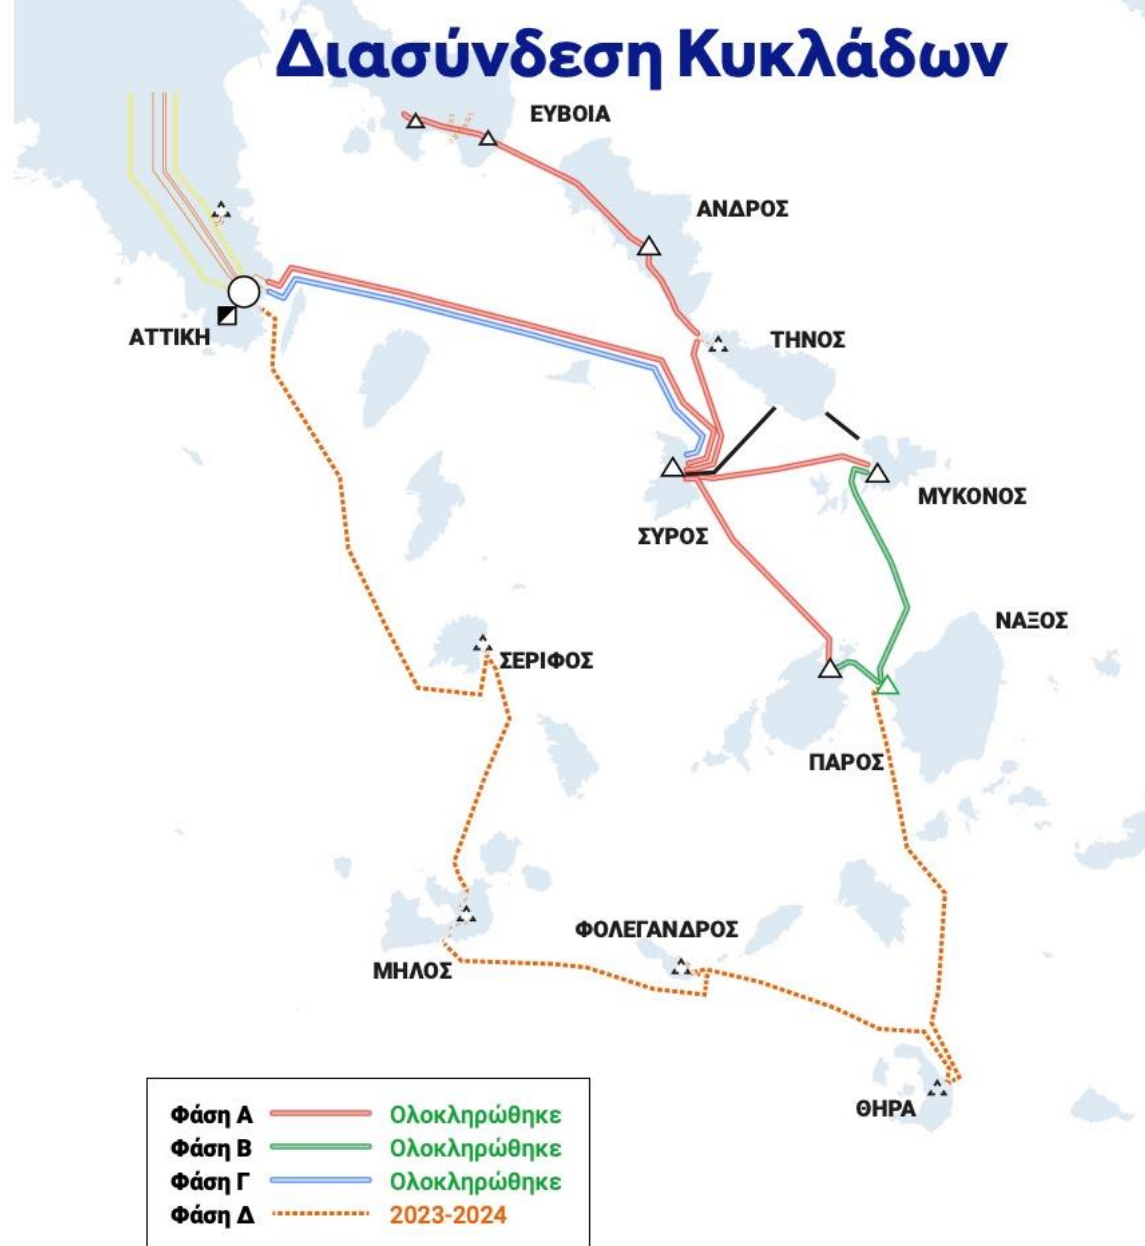 Διασύνδεση Κυκλάδων
ΕΥΒΟΙΑ
ΑΝΔΡΟΣ
ΑΤΤΙΚΗ
ΤΗΝΟΣ
ΜΥΚΟΝΟΣ
ΣΥΡΟΣ
ΝΑΞΟΣ
ΣΕΡΙΦΟΣ
ΠΑΡΟΣ
ΦΟΛΕΓΑΝΔΡΟΣ
ΜΗΛΟΣ
ΘΗΡΑ
Φάση Α Ολοκληρώθηκε
Φάση Β Ολοκληρώθηκε
Φάση Γ Ολοκληρώθηκε
Φάση Δ 2023-2024